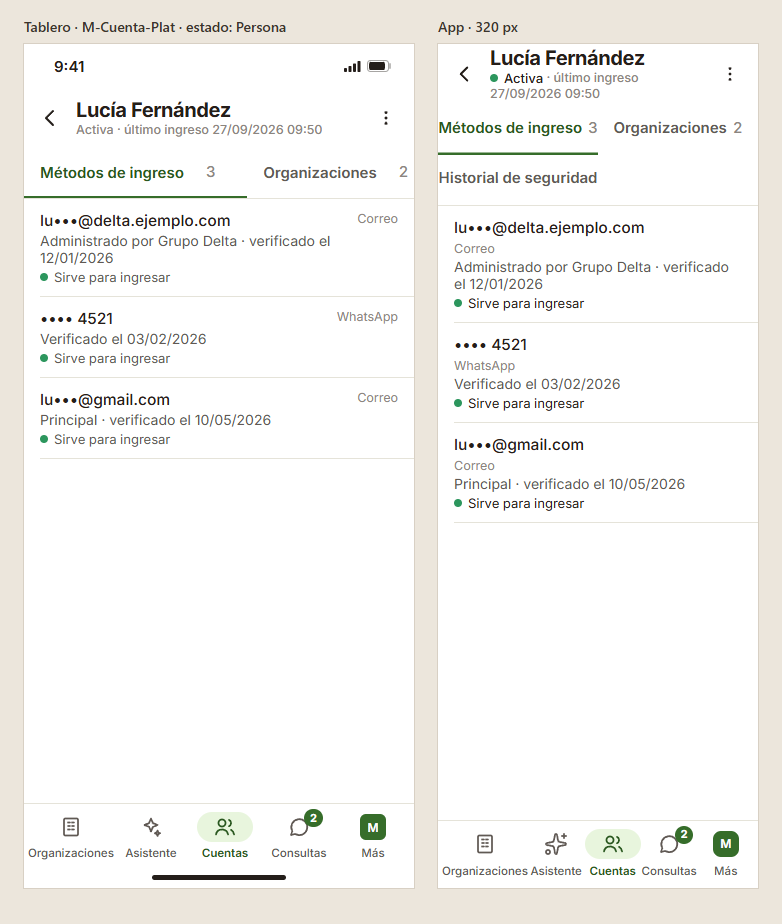 Tablero · M-Cuenta-Plat · estado: Persona
9:41
Lucía Fernández
Activa · último ingreso 27/09/2026 09:50
Métodos de ingreso 3 Organizaciones 2
lu•••@delta.ejemplo.com Correo
Administrado por Grupo Delta · verificado el
12/01/2026
Sirve para ingresar
•••• 4521 WhatsApp
Verificado el 03/02/2026
Sirve para ingresar
lu•••@gmail.com Correo
Principal · verificado el 10/05/2026
Sirve para ingresar
2 M
Organizaciones Asistente Cuentas Consultas Más
App · 320 px
Lucía Fernández
Activa · último ingreso
27/09/2026 09:50
Métodos de ingreso 3 Organizaciones 2
Historial de seguridad
lu•••@delta.ejemplo.com
Correo
Administrado por Grupo Delta · verificado
el 12/01/2026
Sirve para ingresar
•••• 4521
WhatsApp
Verificado el 03/02/2026
Sirve para ingresar
lu•••@gmail.com
Correo
Principal · verificado el 10/05/2026
Sirve para ingresar
2 M
Organizaciones Asistente Cuentas Consultas Más